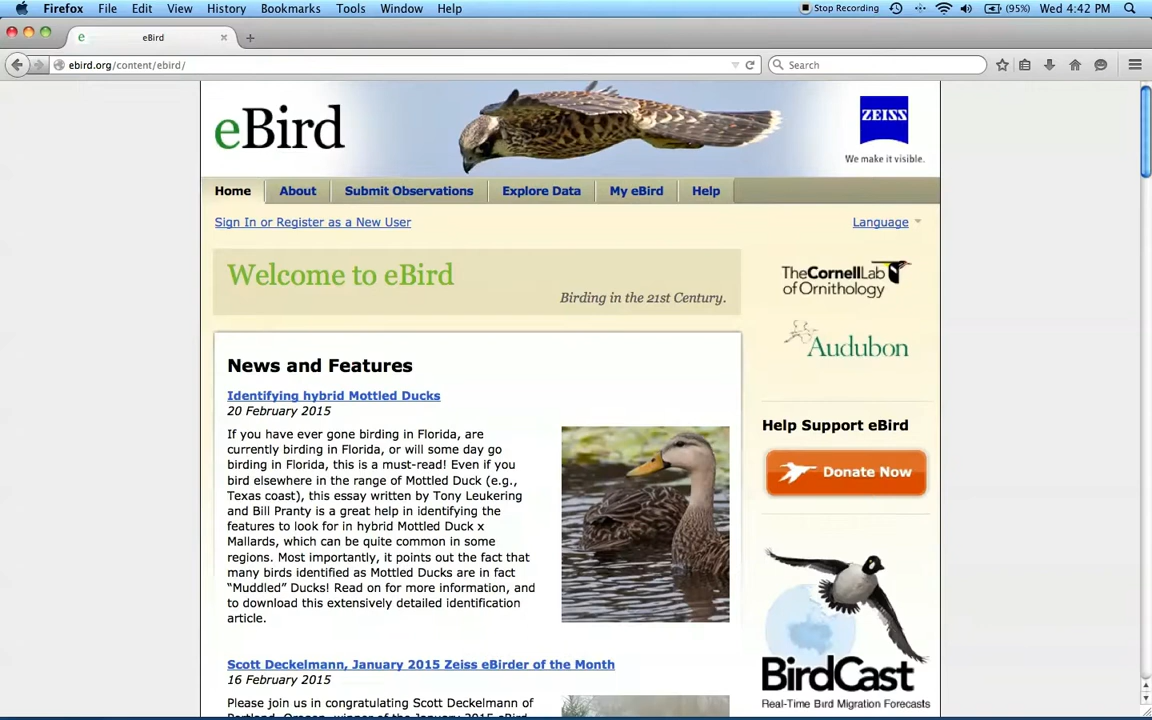 Firefox File Edit View History Bookmarks Tools Window Help Stop Recording (95%) Wed 4:42 PM
eBird
ebird.org/content/ebird/ Search
eBird
ZEISS
We make it visible.
Home About Submit Observations Explore Data My eBird Help
Sign In or Register as a New User Language
Welcome to eBird
Birding in the 21st Century.
TheCornellLab
of Ornithology
Audubon
News and Features
Identifying hybrid Mottled Ducks
20 February 2015
If you have ever gone birding in Florida, are
currently birding in Florida, or will some day go
birding in Florida, this is a must-read! Even if you
bird elsewhere in the range of Mottled Duck (e.g.,
Texas coast), this essay written by Tony Leukering
and Bill Pranty is a great help in identifying the
features to look for in hybrid Mottled Duck x
Mallards, which can be quite common in some
regions. Most importantly, it points out the fact that
many birds identified as Mottled Ducks are in fact
“Muddled” Ducks! Read on for more information, and
to download this extensively detailed identification
article.
Help Support eBird
Donate Now
BirdCast
Real-Time Bird Migration Forecasts
Scott Deckelmann, January 2015 Zeiss eBirder of the Month
16 February 2015
Please join us in congratulating Scott Deckelmann of
Portland, Oregon, winner of the January 2015 eBird